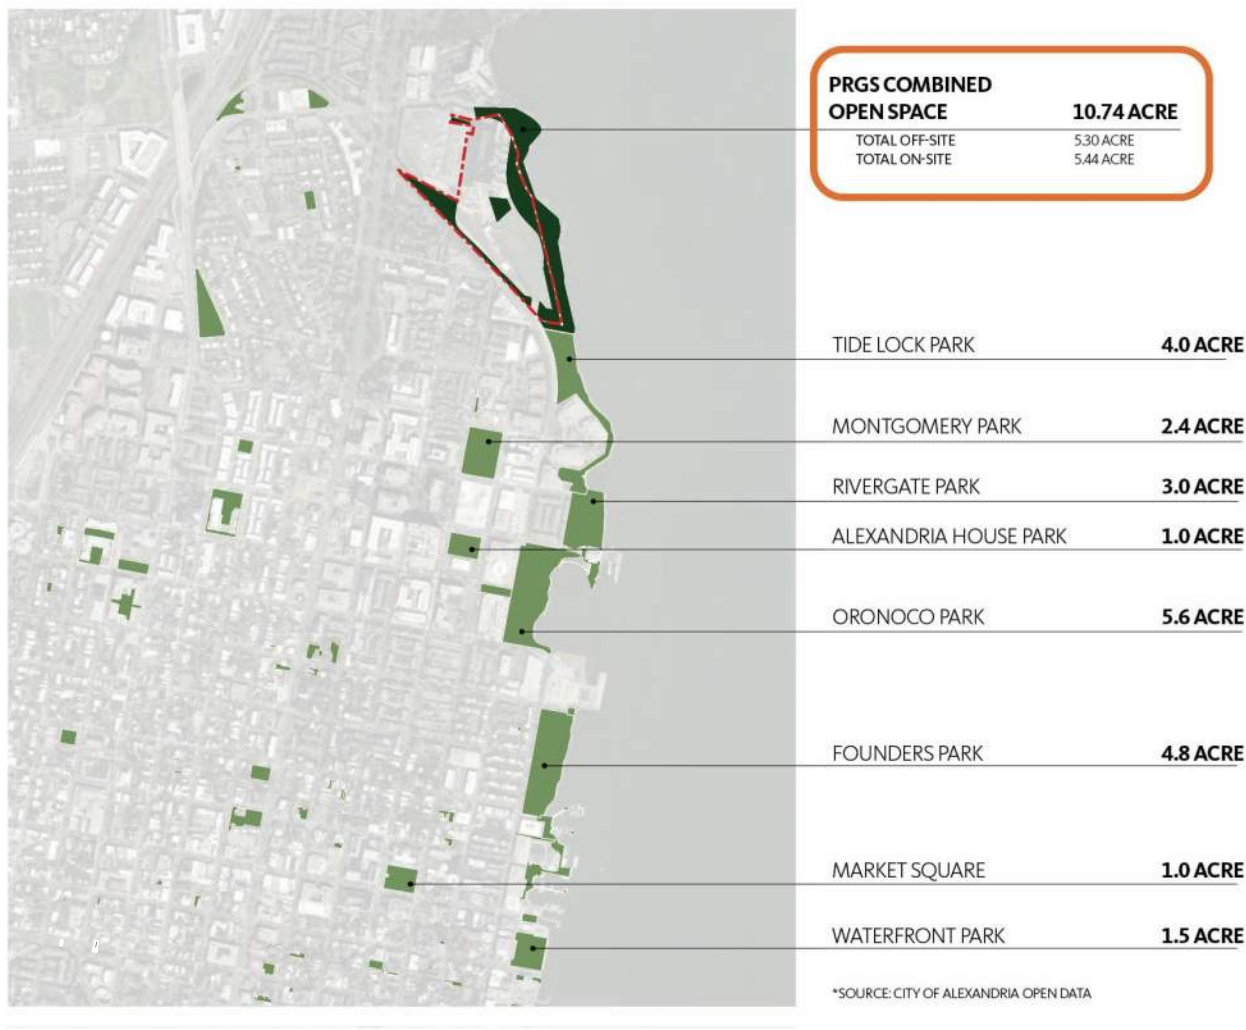 PRGS COMBINED
OPEN SPACE 10.74 ACRE
TOTAL OFF-SITE 5.30 ACRE
TOTAL ON-SITE 5.44 ACRE
TIDE LOCK PARK 4.0 ACRE
MONTGOMERY PARK 2.4 ACRE
RIVERGATE PARK 3.0 ACRE
ALEXANDRIA HOUSE PARK 1.0 ACRE
ORONOCO PARK 5.6 ACRE
FOUNDERS PARK 4.8 ACRE
MARKET SQUARE 1.0 ACRE
WATERFRONT PARK 1.5 ACRE
*SOURCE: CITY OF ALEXANDRIA OPEN DATA